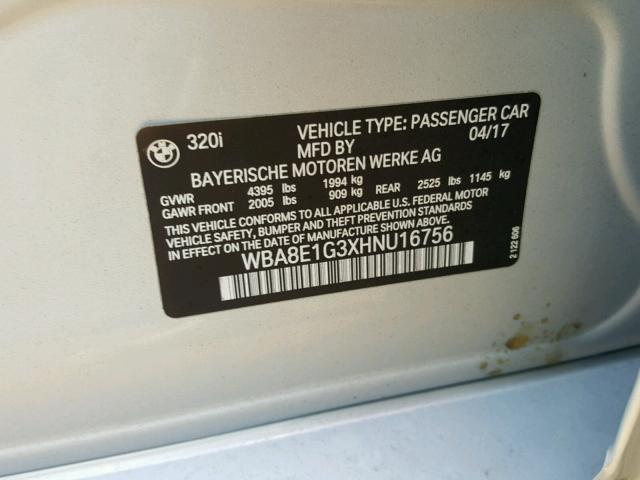 320i VEHICLE TYPE: PASSENGER CAR
MFD BY 04/17
BAYERISCHE MOTOREN WERKE AG
GVWR 4395 lbs 1994 kg
GAWR FRONT 2005 lbs 909 kg REAR 2525 lbs 1145 kg
THIS VEHICLE CONFORMS TO ALL APPLICABLE U.S. FEDERAL MOTOR
VEHICLE SAFETY, BUMPER AND THEFT PREVENTION STANDARDS
IN EFFECT ON THE DATE OF MANUFACTURE SHOWN ABOVE.
WBA8E1G3XHNU16756
2 122 606